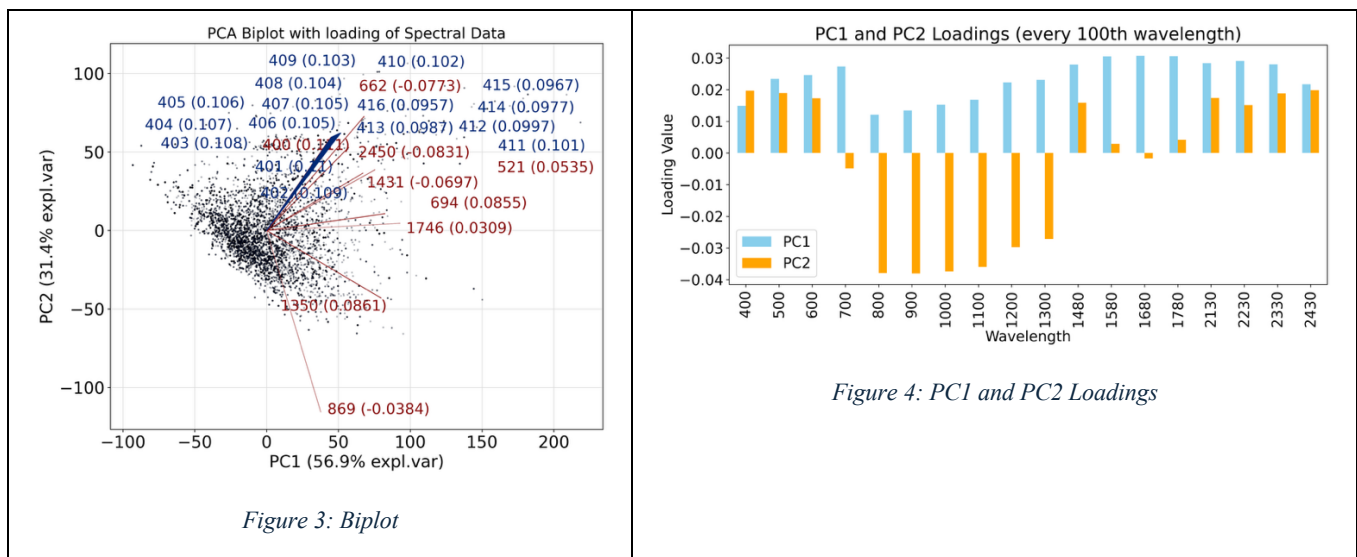 PCA Biplot with loading of Spectral Data
409 (0.103) 410 (0.102)
408 (0.104) 662 (-0.0773) 415 (0.0967)
405 (0.106) 407 (0.105) 416 (0.0957) 414 (0.0977)
404 (0.107) 406 (0.105) 413 (0.0987) 412 (0.0997)
403 (0.108) 400 (0.111) 2450 (-0.0831) 411 (0.101)
401 (0.11) 521 (0.0535)
402 (0.109) 1431 (-0.0697)
694 (0.0855)
1746 (0.0309)
1350 (0.0861)
869 (-0.0384)
100
50
0
−50
−100
PC2 (31.4% expl.var)
−100 −50 0 50 100 150 200
PC1 (56.9% expl.var)
Figure 3: Biplot
PC1 and PC2 Loadings (every 100th wavelength)
0.03
0.02
0.01
0.00
−0.01
−0.02
−0.03
−0.04
Loading Value
PC1
PC2
400 500 600 700 800 900 1000 1100 1200 1300 1480 1580 1680 1780 2130 2230 2330 2430
Wavelength
Figure 4: PC1 and PC2 Loadings